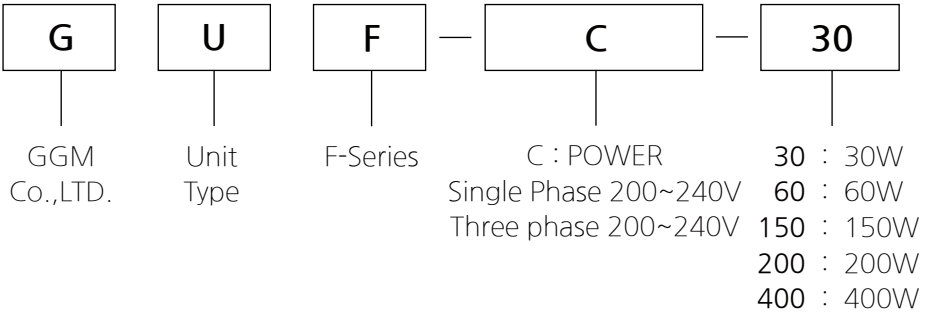 G U F — C — 30
GGM
Co.,LTD.
Unit
Type
F-Series
C : POWER
Single Phase 200~240V
Three phase 200~240V
30 : 30W
60 : 60W
150 : 150W
200 : 200W
400 : 400W